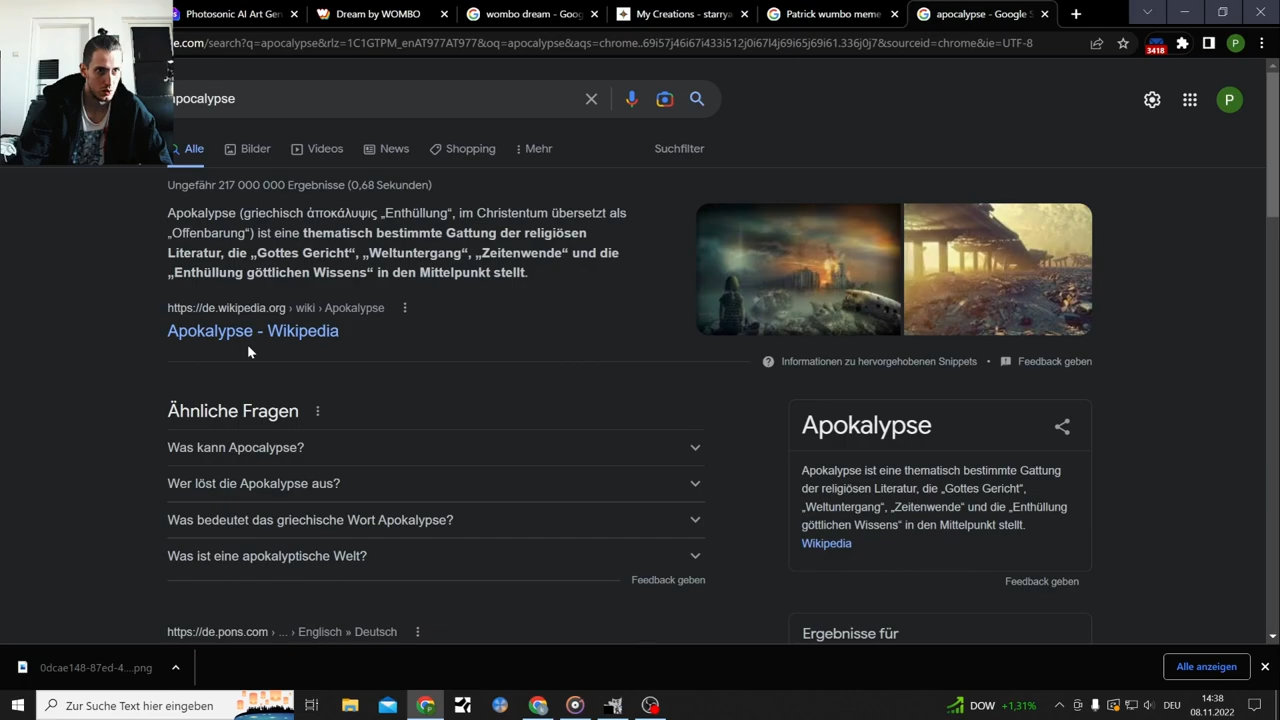 Photosonic AI Art Gen
Dream by WOMBO
wombo dream - Goog
My Creations - starrya
Patrick wumbo meme
apocalypse - Google S
e.com/search?q=apocalypse&rlz=1C1GTPM_enAT977AT977&oq=apocalypse&aqs=chrome..69i57j46i67i433i512j0i67l4j69i65j69i61.336j0j7&sourceid=chrome&ie=UTF-8
3418
P
apocalypse
P
Alle
Bilder
Videos
News
Shopping
Mehr
Suchfilter
Ungefähr 217 000 000 Ergebnisse (0,68 Sekunden)
Apokalypse (griechisch ἀποκάλυψις „Enthüllung“, im Christentum übersetzt als
„Offenbarung“) ist eine thematisch bestimmte Gattung der religiösen
Literatur, die „Gottes Gericht“, „Weltuntergang“, „Zeitenwende“ und die
„Enthüllung göttlichen Wissens“ in den Mittelpunkt stellt.
https://de.wikipedia.org › wiki › Apokalypse
Apokalypse - Wikipedia
Informationen zu hervorgehobenen Snippets • Feedback geben
Ähnliche Fragen
Was kann Apocalypse?
Wer löst die Apokalypse aus?
Was bedeutet das griechische Wort Apokalypse?
Was ist eine apokalyptische Welt?
Feedback geben
https://de.pons.com › ... › Englisch » Deutsch
Apokalypse
Apokalypse ist eine thematisch bestimmte Gattung
der religiösen Literatur, die „Gottes Gericht“,
„Weltuntergang“, „Zeitenwende“ und die „Enthüllung
göttlichen Wissens“ in den Mittelpunkt stellt.
Wikipedia
Feedback geben
Ergebnisse für
0dcae148-87ed-4....png
Alle anzeigen
Zur Suche Text hier eingeben
DOW +1,31%
DEU
14:38
08.11.2022